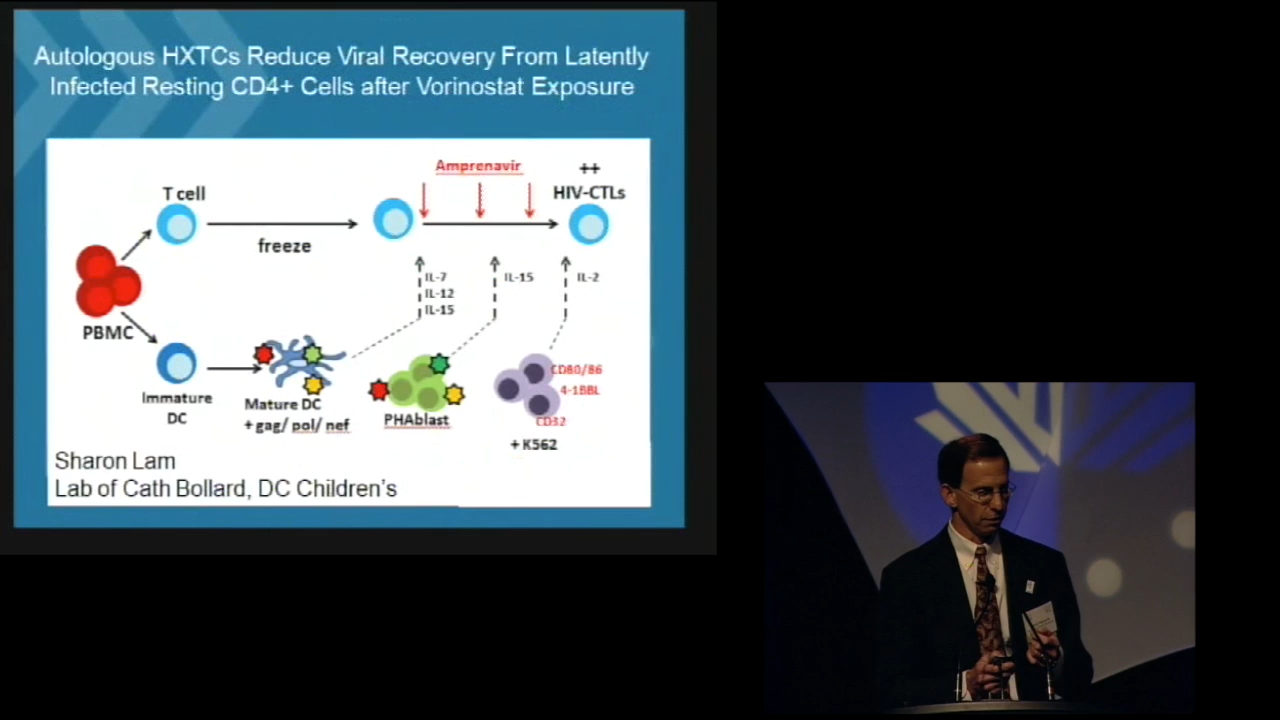 Autologous HXTCs Reduce Viral Recovery From Latently
Infected Resting CD4+ Cells after Vorinostat Exposure
Amprenavir
++
HIV-CTLs
T cell
freeze
IL-7
IL-12
IL-15
IL-15
IL-2
PBMC
Immature
DC
Mature DC
+ gag/ pol/ nef
PHAblast
CD80/86
4-1BBL
CD32
+ K562
Sharon Lam
Lab of Cath Bollard, DC Children's